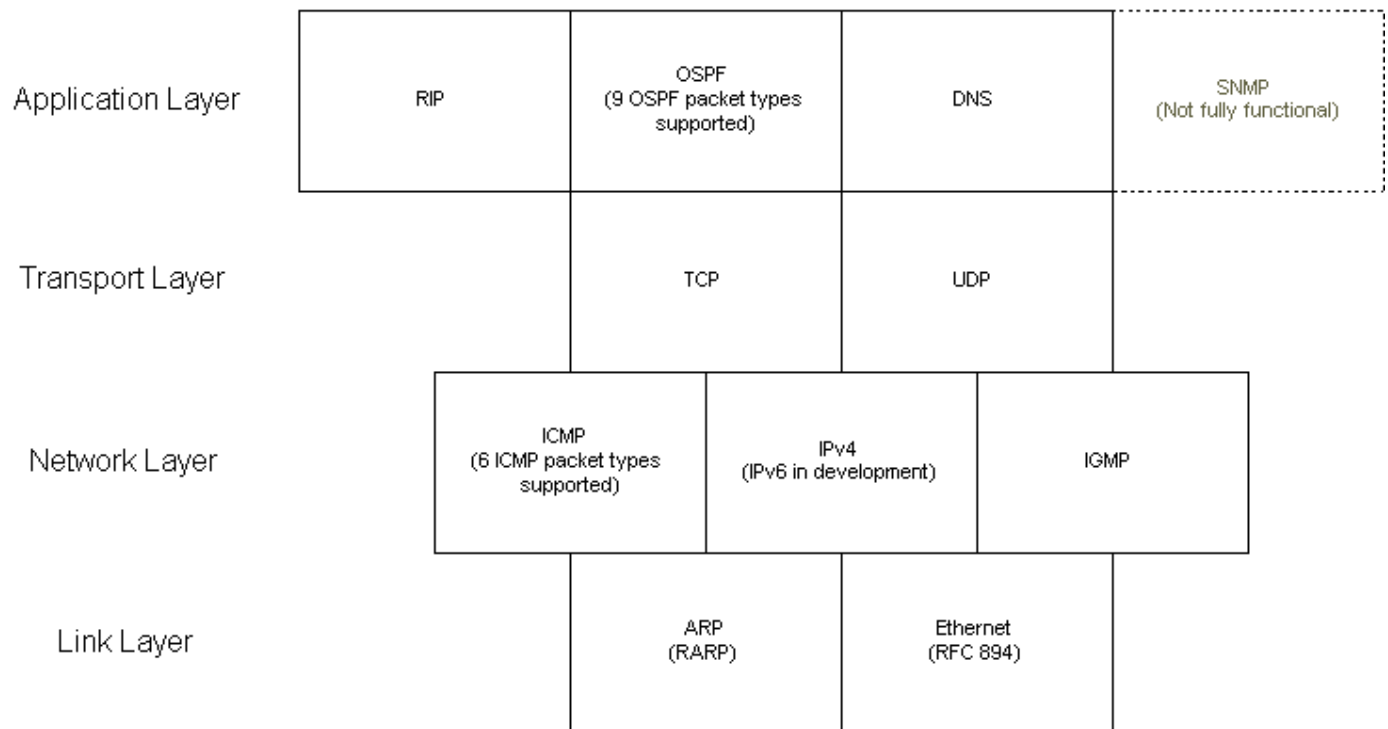 Application Layer
RIP
OSPF
(9 OSPF packet types
supported)
DNS
SNMP
(Not fully functional)
Transport Layer
TCP
UDP
Network Layer
ICMP
(6 ICMP packet types
supported)
IPv4
(IPv6 in development)
IGMP
Link Layer
ARP
(RARP)
Ethernet
(RFC 894)